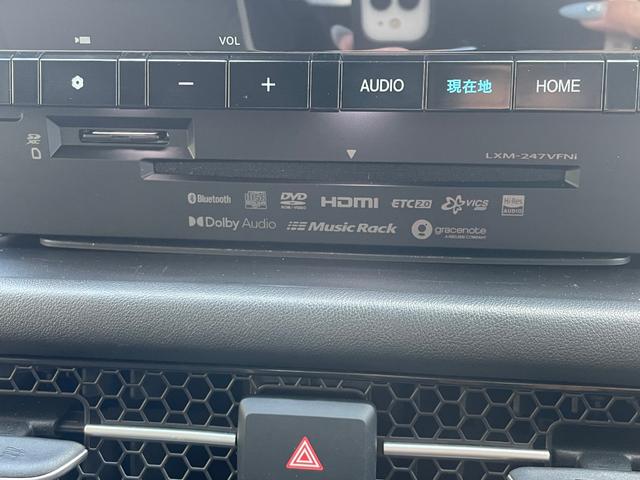 VOL
AUDIO
現在地
HOME
LXM-247VFNi
Bluetooth
DVD
HDMI
ETC2.0
VICS
Hi-Res
AUDIO
Dolby Audio
Music Rack
gracenote